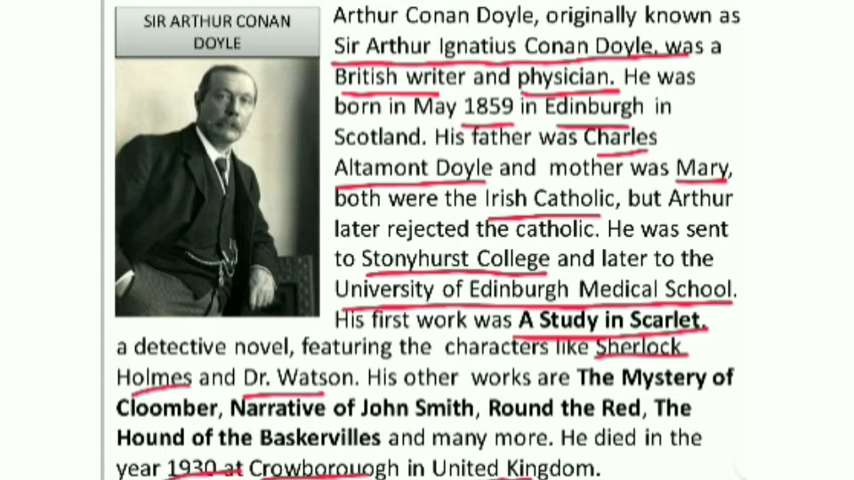 SIR ARTHUR CONAN
DOYLE
Arthur Conan Doyle, originally known as
Sir Arthur Ignatius Conan Doyle, was a
British writer and physician. He was
born in May 1859 in Edinburgh in
Scotland. His father was Charles
Altamont Doyle and mother was Mary,
both were the Irish Catholic, but Arthur
later rejected the catholic. He was sent
to Stonyhurst College and later to the
University of Edinburgh Medical School.
His first work was A Study in Scarlet,
a detective novel, featuring the characters like Sherlock
Holmes and Dr. Watson. His other works are The Mystery of
Cloomber, Narrative of John Smith, Round the Red, The
Hound of the Baskervilles and many more. He died in the
year 1930 at Crowborouogh in United Kingdom.